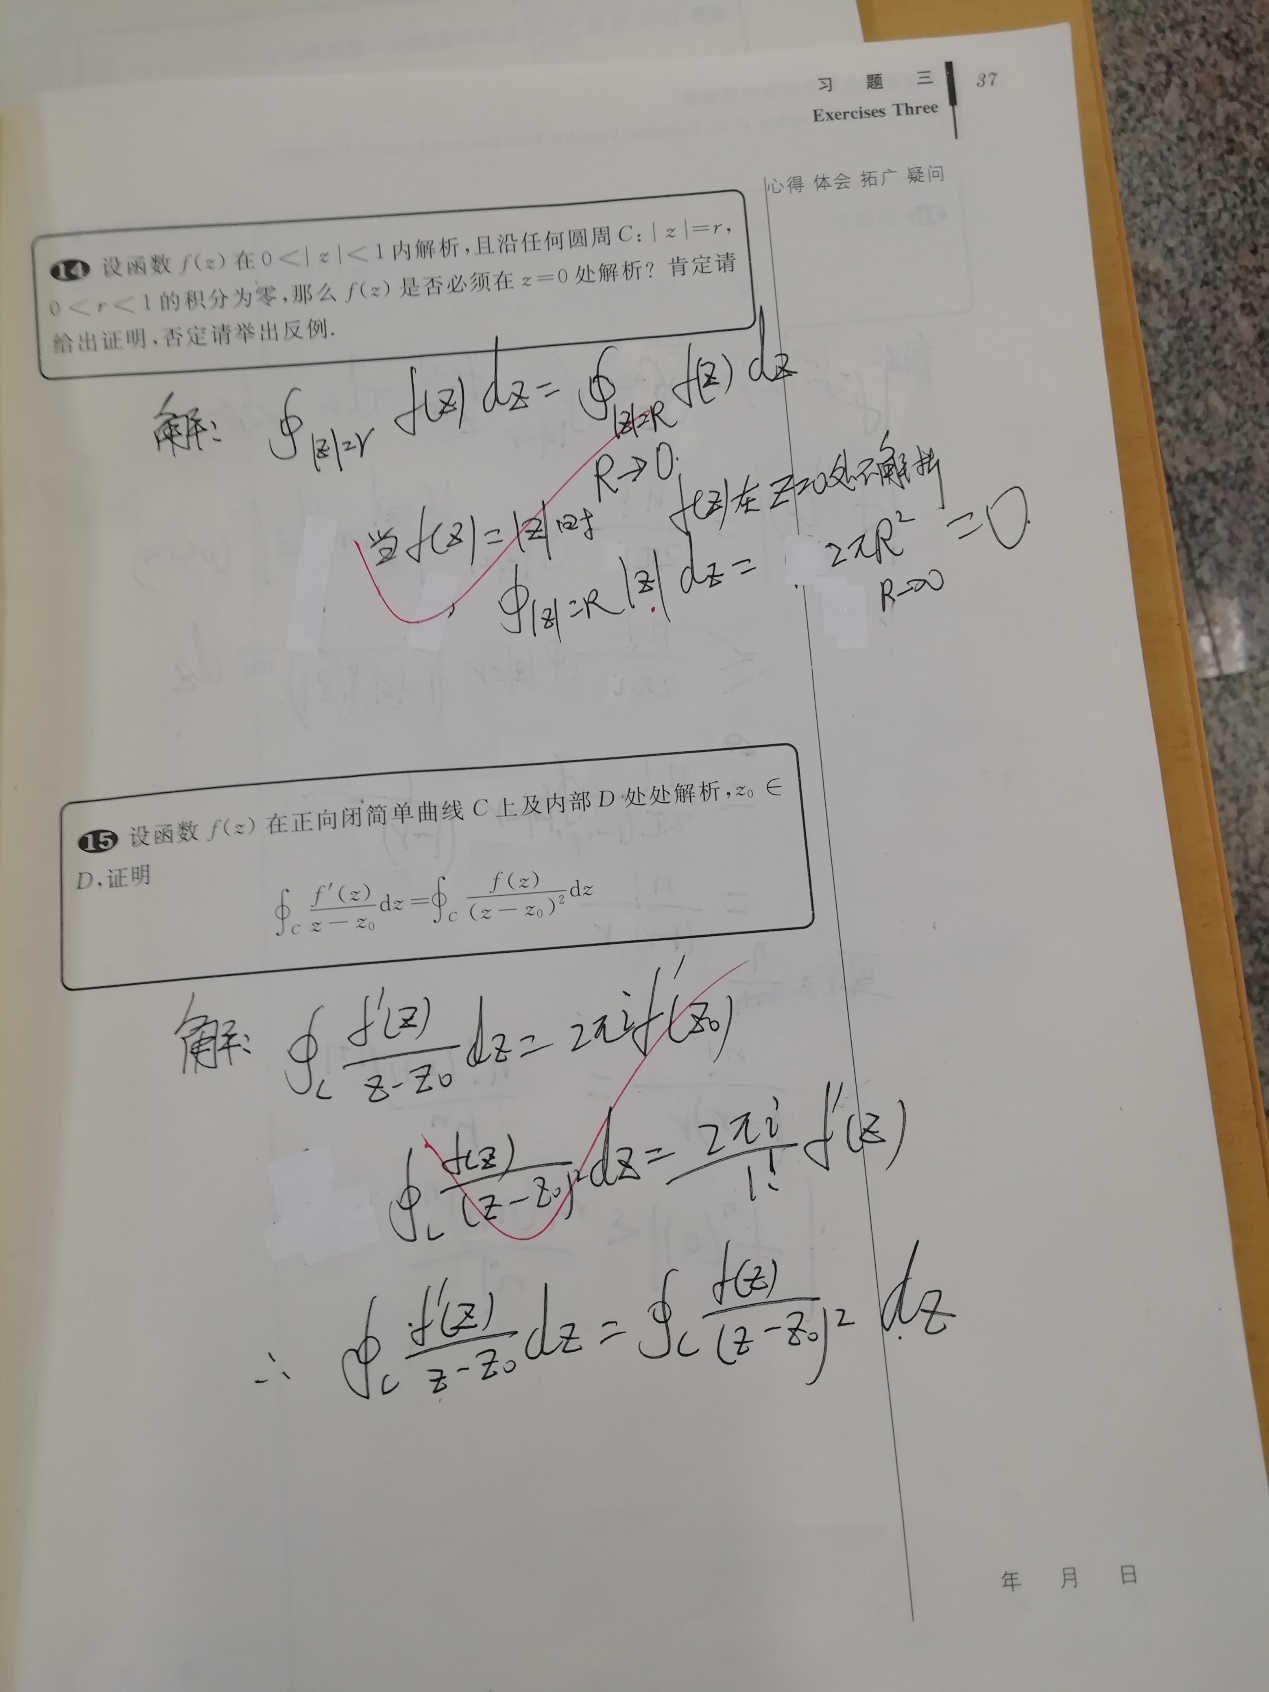 习 题 三 37
Exercises Three
心得 体会 拓广 疑问
14 设函数 f(z) 在 0<|z|<1 内解析,且沿任何圆周 C:|z|=r,
0<r<1 的积分为零,那么 f(z) 是否必须在 z=0 处解析? 肯定请
给出证明,否定请举出反例.
解: ∮|z|=r f(z) dz = ∮|z|=R f(z) dz
R→0.
当 f(z)=|z| 时 f(z)在 z=0处不解析
∮|z|=R |z| dz = 2πR² = 0
R→0
15 设函数 f(z) 在正向闭简单曲线 C 上及内部 D 处处解析,z₀ ∈
D,证明
∮C f′(z)/(z−z₀) dz = ∮C f(z)/(z−z₀)² dz
解: ∮C f′(z)/(z−z₀) dz = 2πi f′(z₀)
∮C f(z)/(z−z₀)² dz = 2πi/1! f′(z)
∴ ∮C f′(z)/(z−z₀) dz = ∮C f(z)/(z−z₀)² dz
年 月 日